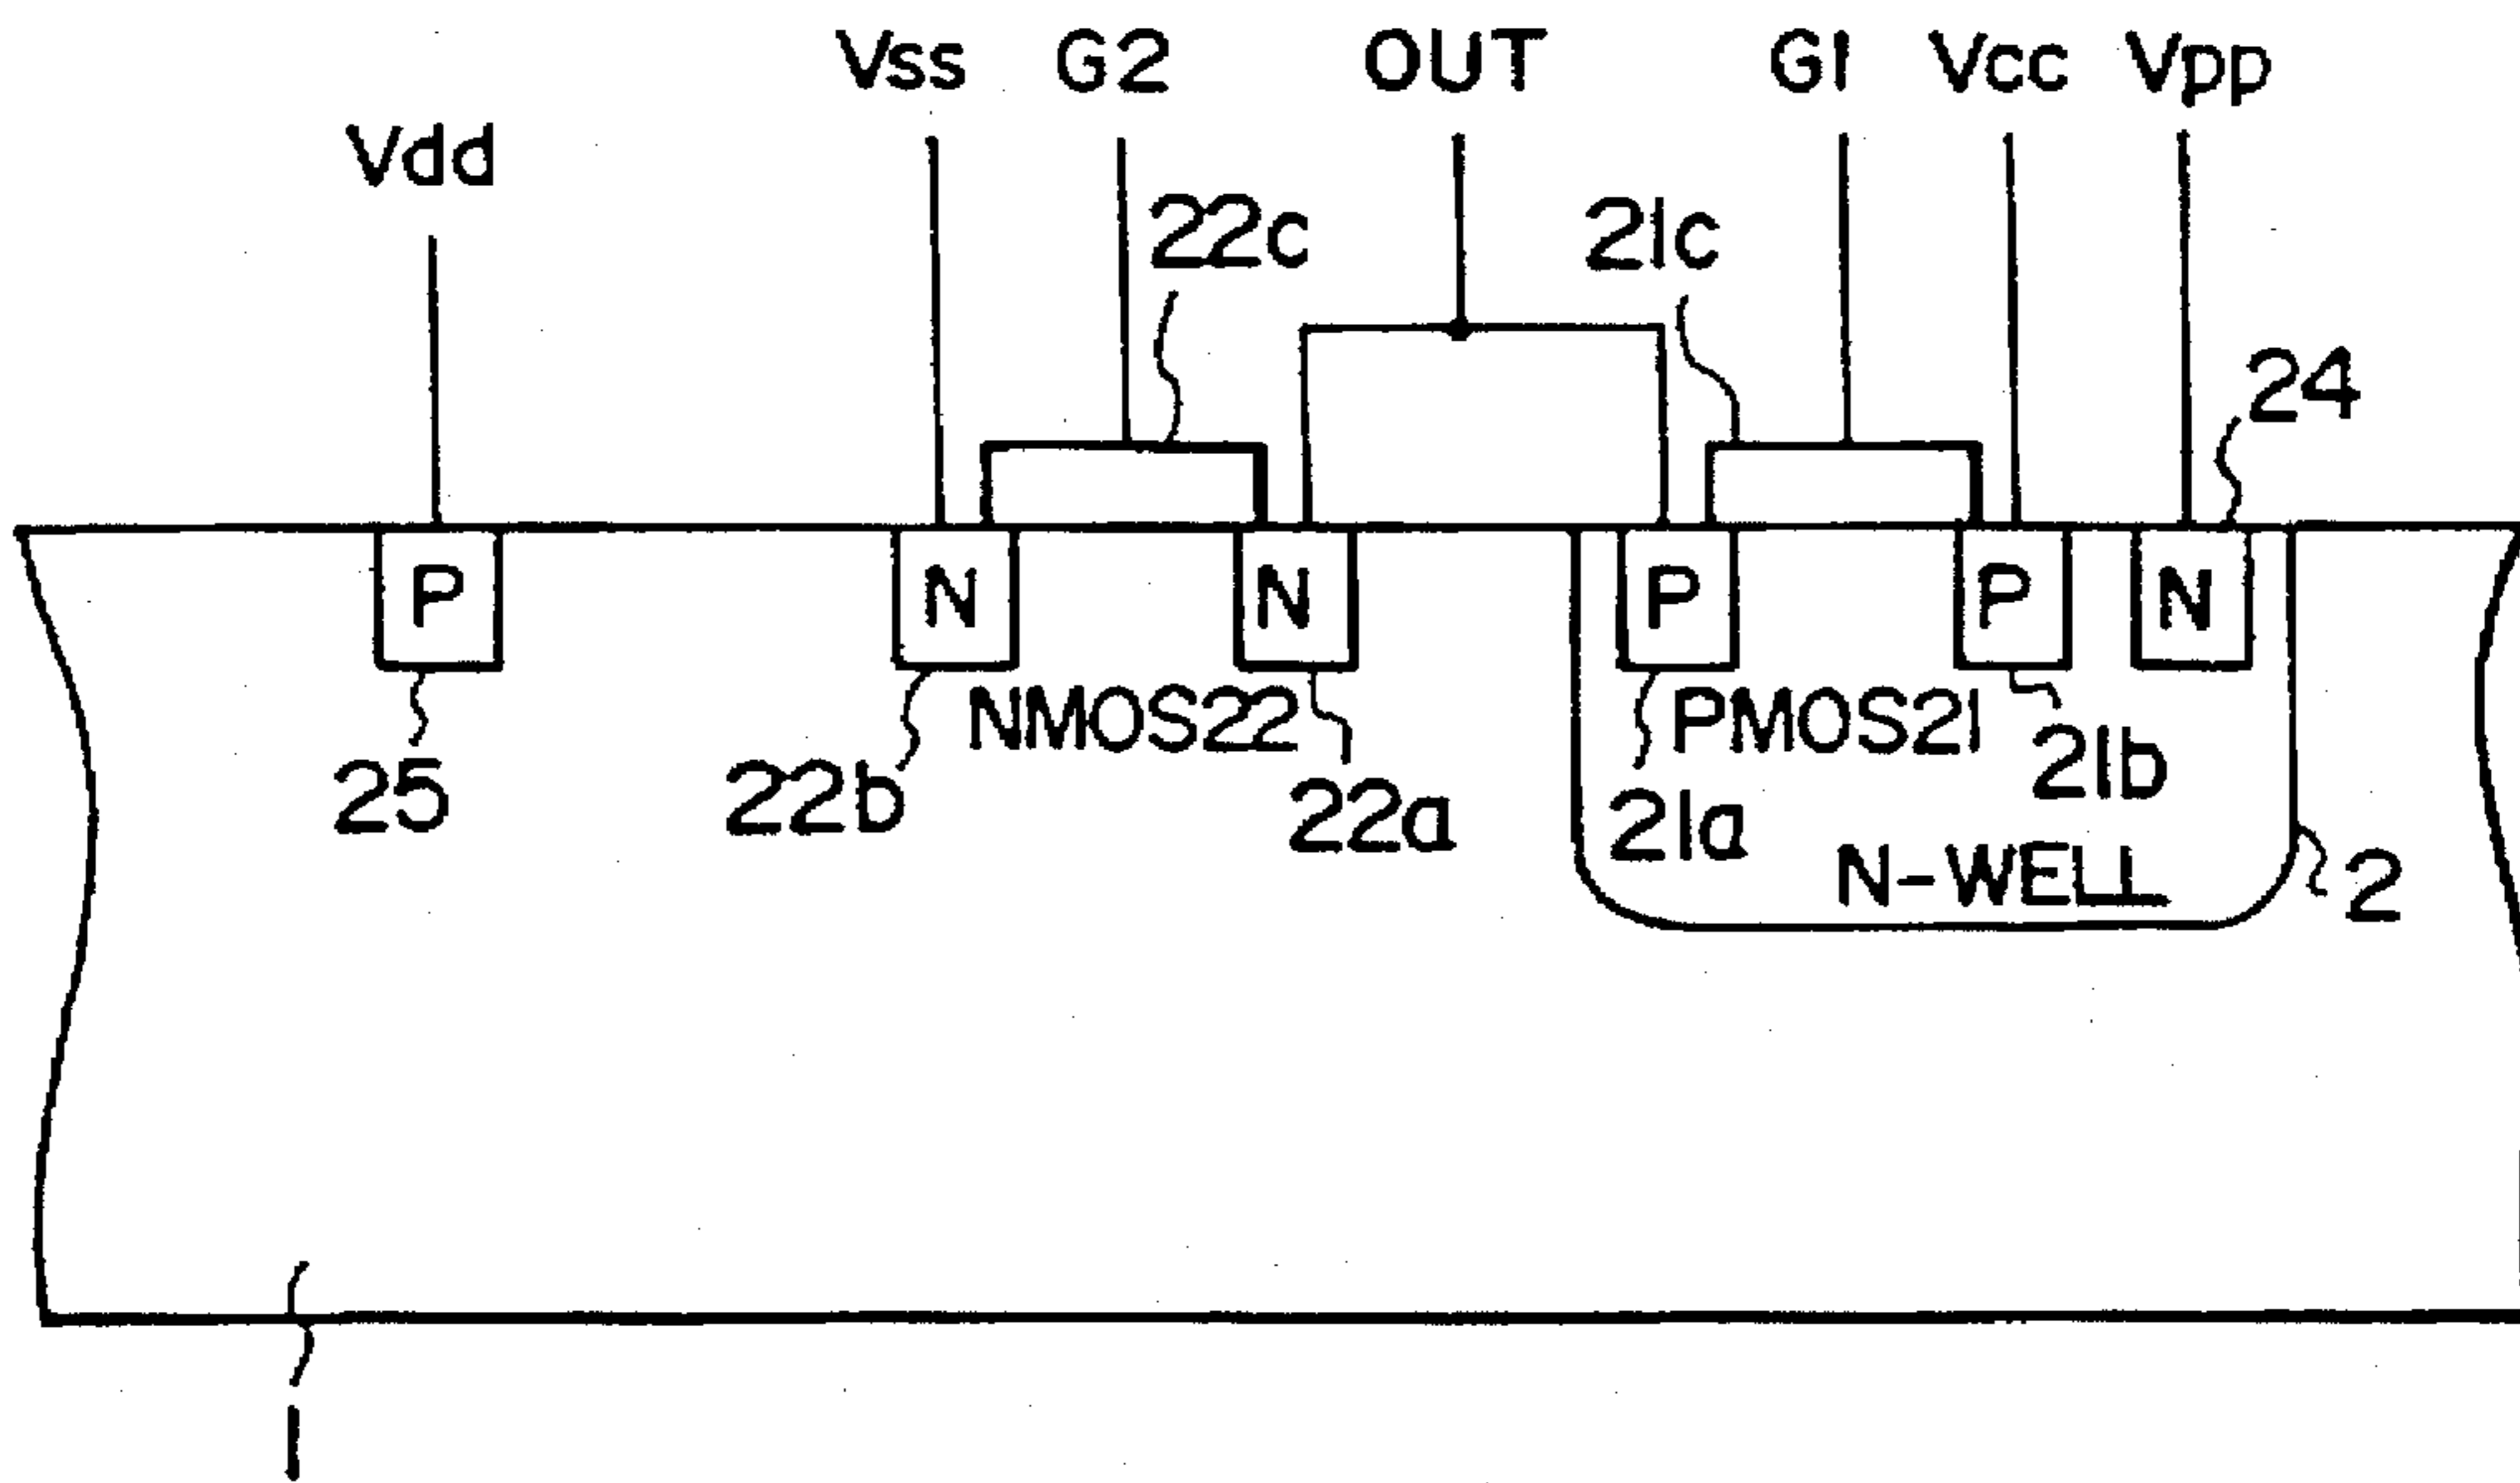 Vss G2 OUT G1 Vcc Vpp
Vdd
22c 21c
24
P N N P P N
NMOS22 PMOS21
25 22b 22a 21a 21b
N-WELL 2
1